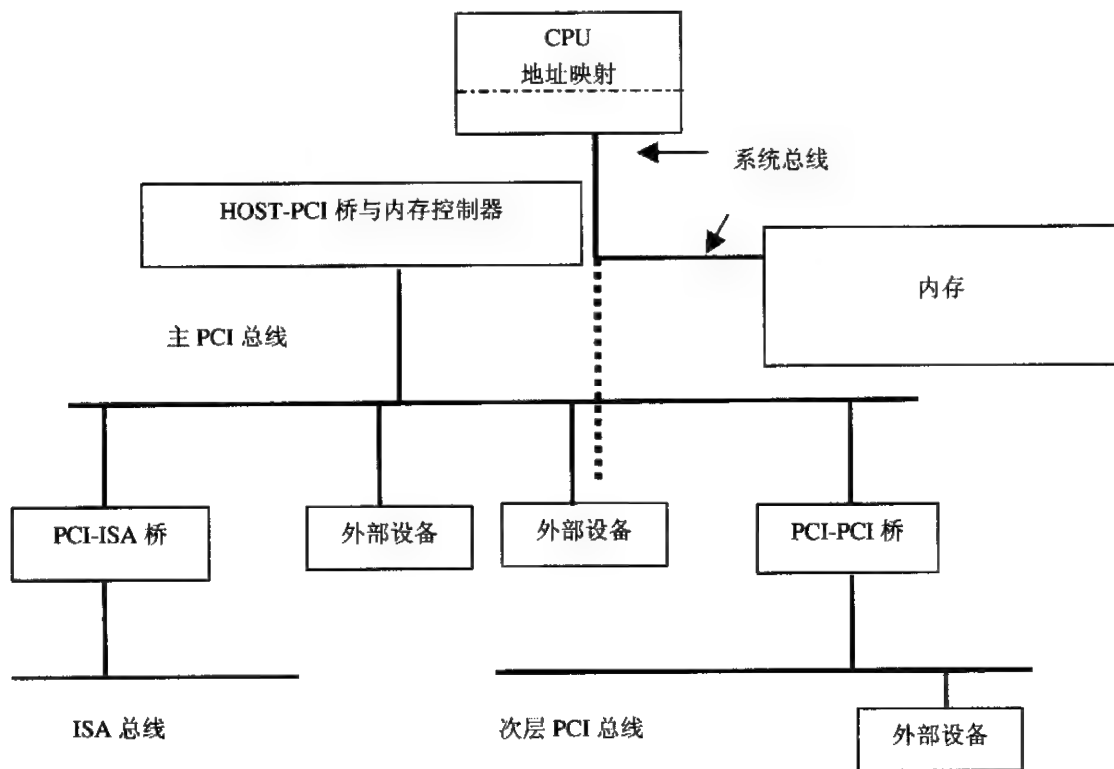 CPU
地址映射
系统总线
HOST-PCI 桥与内存控制器
内存
主 PCI 总线
PCI-ISA 桥
外部设备
外部设备
PCI-PCI 桥
ISA 总线
次层 PCI 总线
外部设备